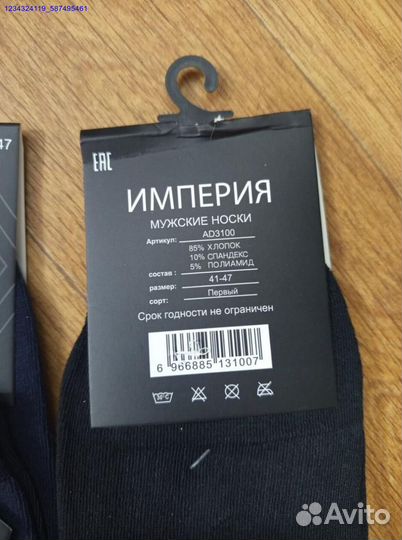 1234324119_587495461
47
EAC
ИМПЕРИЯ
МУЖСКИЕ НОСКИ
Артикул: AD3100
85% ХЛОПОК
10% СПАНДЕКС
состав : 5% ПОЛИАМИД
размер: 41-47
сорт: Первый
Срок годности не ограничен
6 966885 131007
Avito